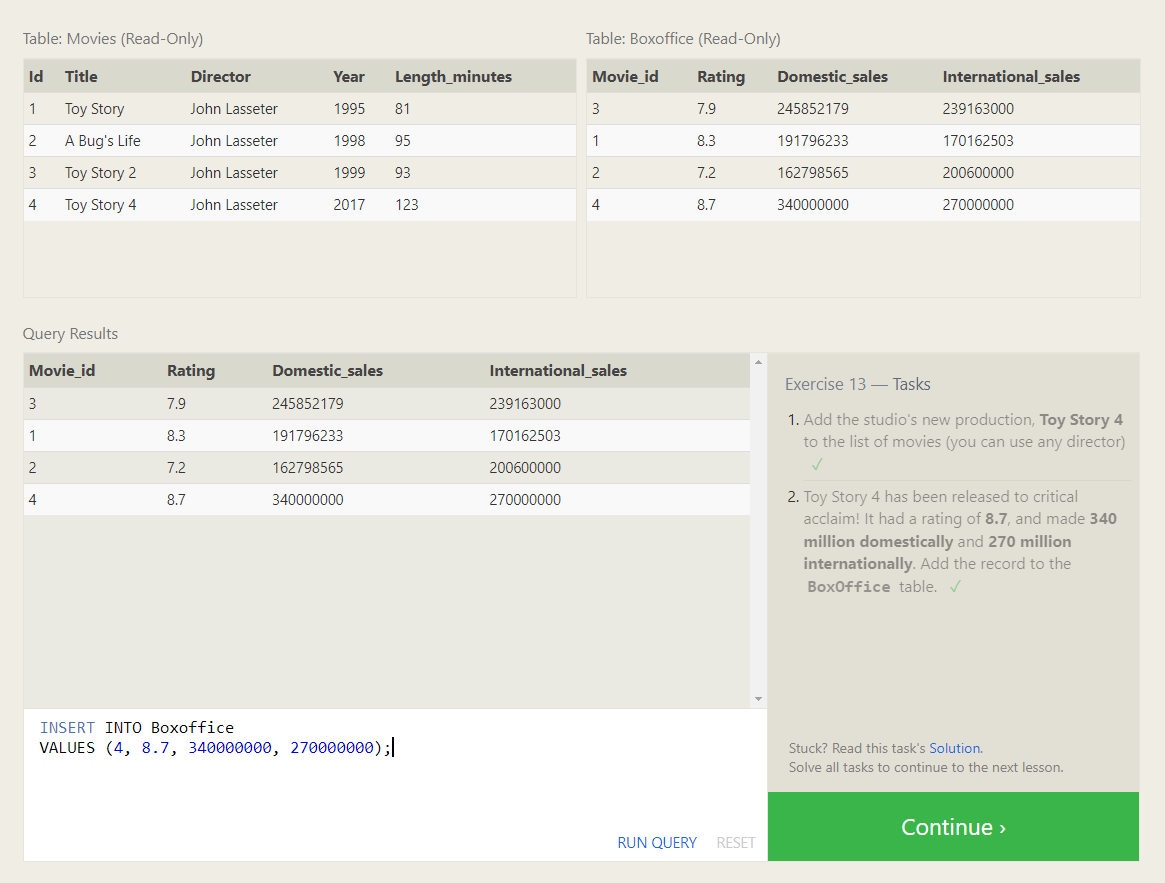 Table: Movies (Read-Only)
Id Title Director Year Length_minutes
1 Toy Story John Lasseter 1995 81
2 A Bug's Life John Lasseter 1998 95
3 Toy Story 2 John Lasseter 1999 93
4 Toy Story 4 John Lasseter 2017 123
Table: Boxoffice (Read-Only)
Movie_id Rating Domestic_sales International_sales
3 7.9 245852179 239163000
1 8.3 191796233 170162503
2 7.2 162798565 200600000
4 8.7 340000000 270000000
Query Results
Movie_id Rating Domestic_sales International_sales
3 7.9 245852179 239163000
1 8.3 191796233 170162503
2 7.2 162798565 200600000
4 8.7 340000000 270000000
INSERT INTO Boxoffice
VALUES (4, 8.7, 340000000, 270000000);
RUN QUERY RESET
Exercise 13 — Tasks
1. Add the studio's new production, Toy Story 4
to the list of movies (you can use any director)
✓
2. Toy Story 4 has been released to critical
acclaim! It had a rating of 8.7, and made 340
million domestically and 270 million
internationally. Add the record to the
BoxOffice table. ✓
Stuck? Read this task's Solution.
Solve all tasks to continue to the next lesson.
Continue ›